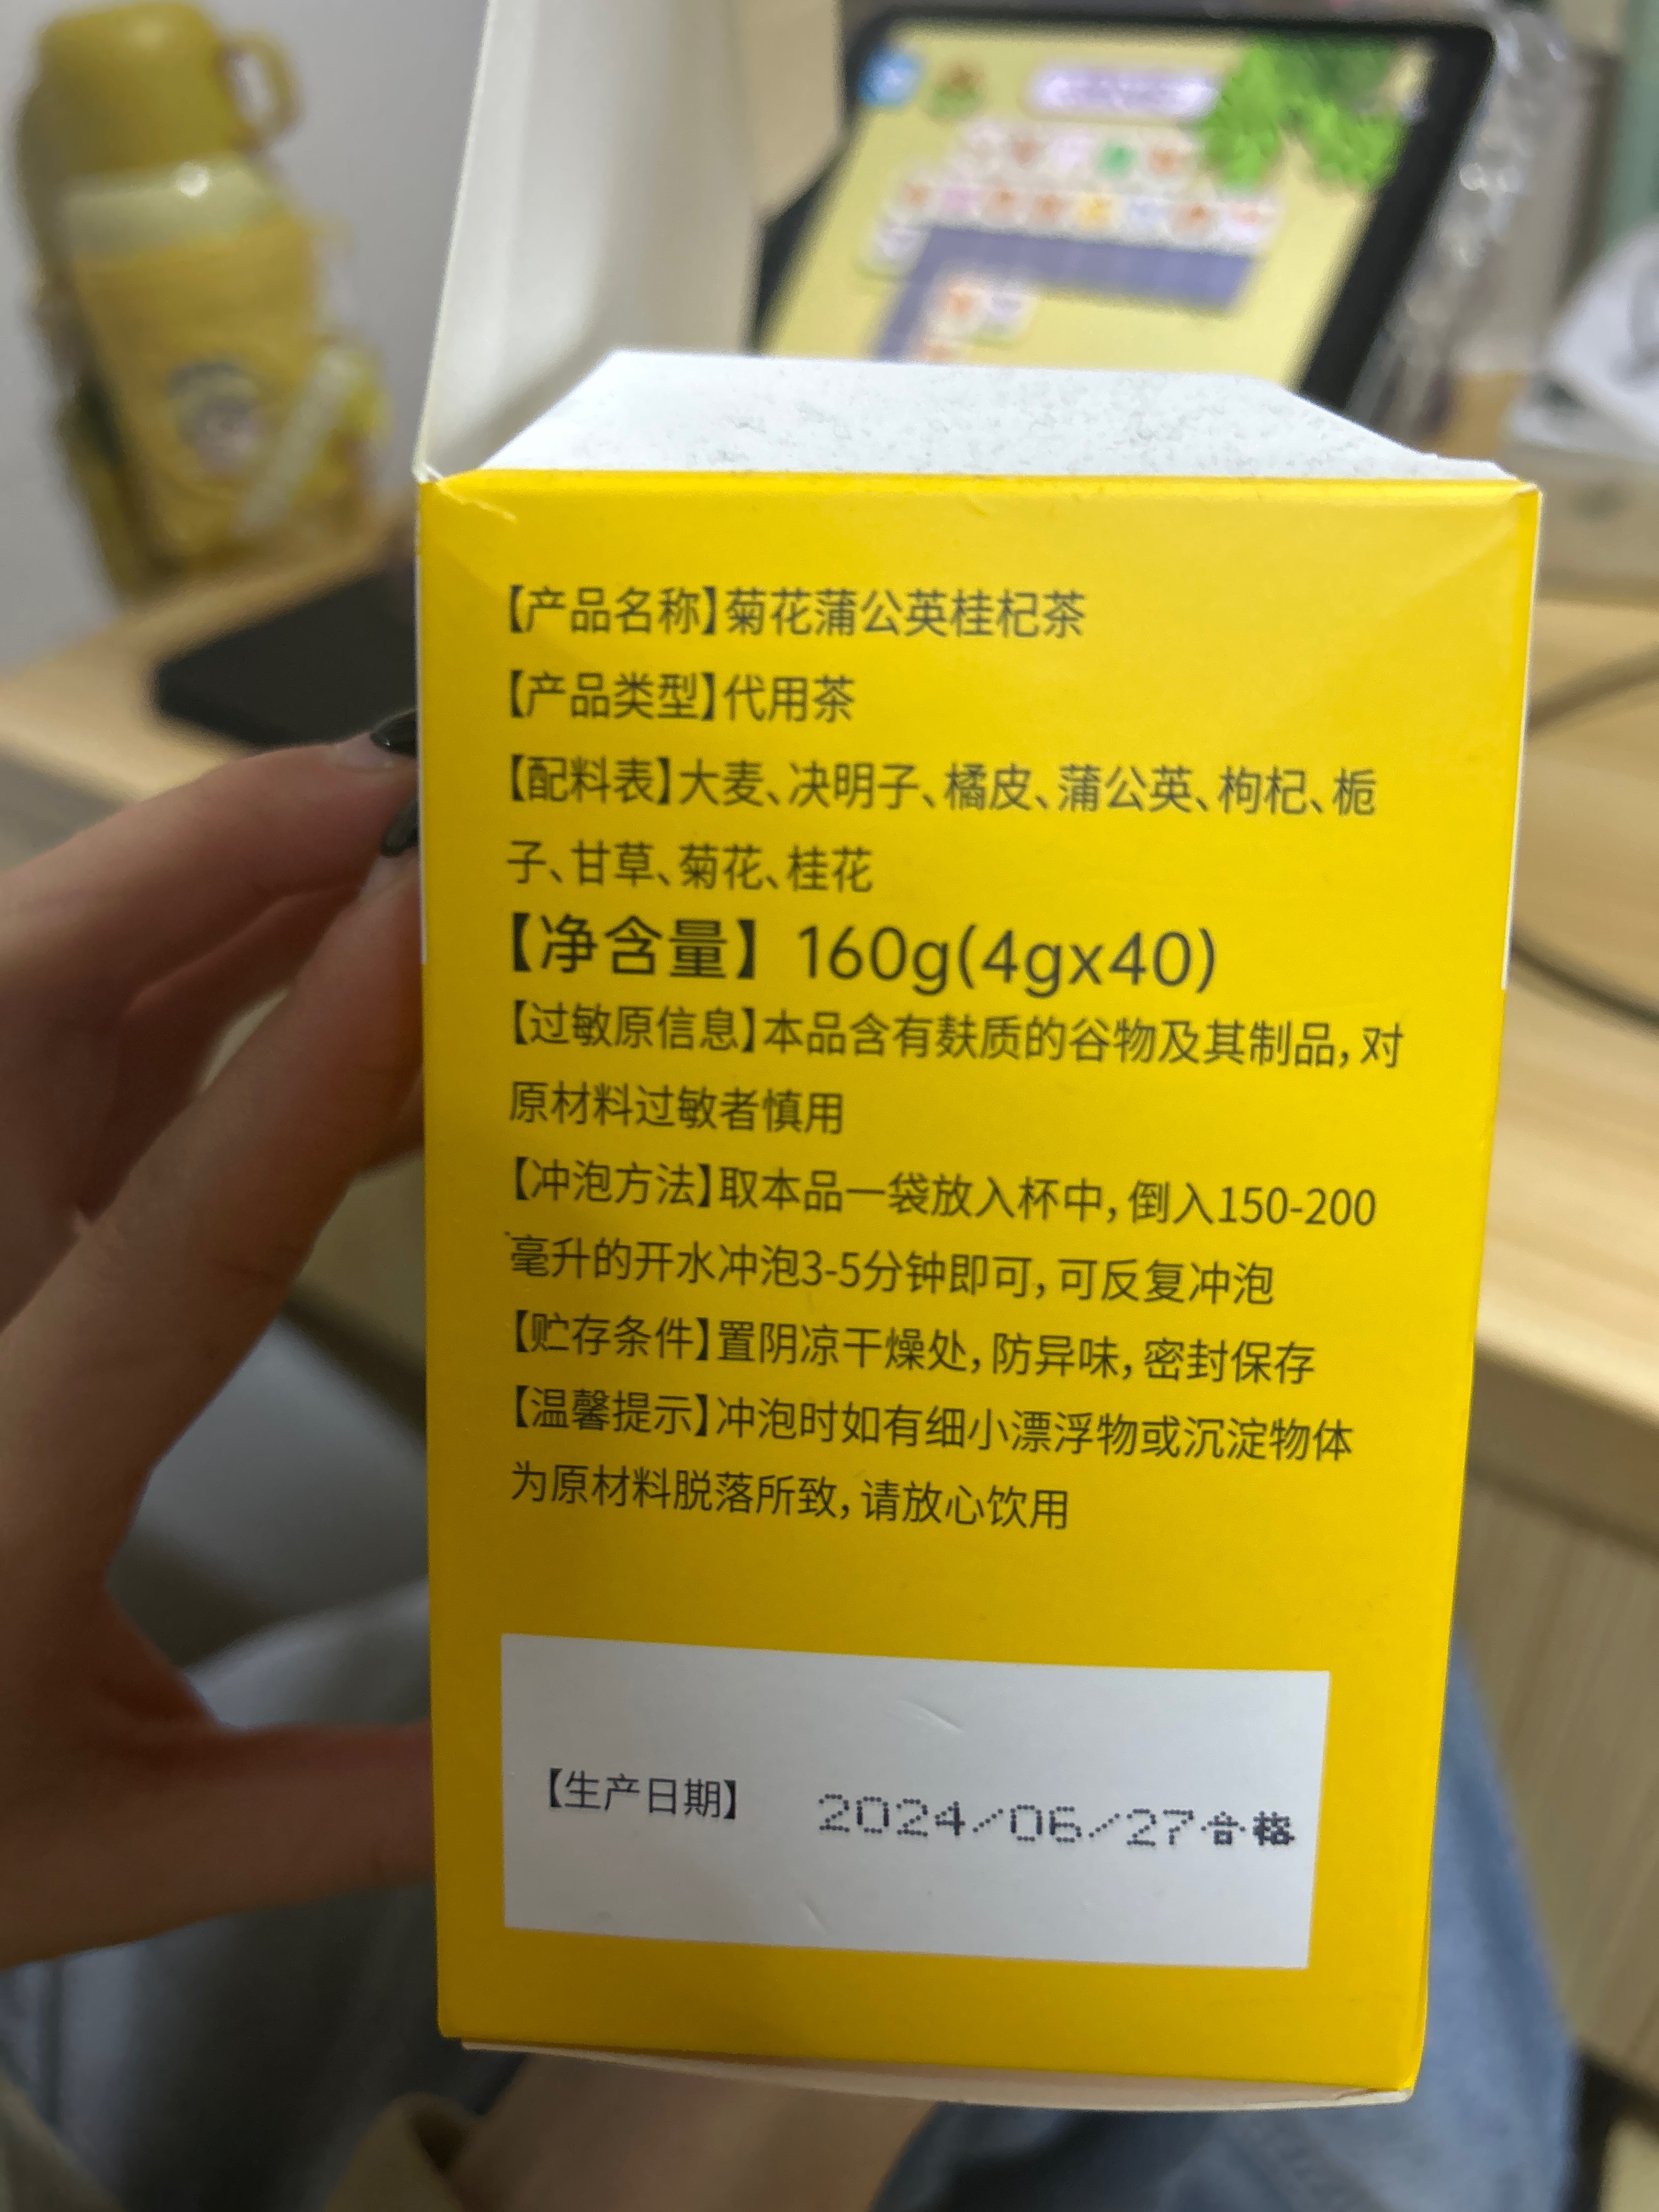 【产品名称】菊花蒲公英桂杞茶
【产品类型】代用茶
【配料表】大麦、决明子、橘皮、蒲公英、枸杞、栀
子、甘草、菊花、桂花
【净含量】160g(4gx40)
【过敏原信息】本品含有麸质的谷物及其制品,对
原材料过敏者慎用
【冲泡方法】取本品一袋放入杯中,倒入150-200
毫升的开水冲泡3-5分钟即可,可反复冲泡
【贮存条件】置阴凉干燥处,防异味,密封保存
【温馨提示】冲泡时如有细小漂浮物或沉淀物体
为原材料脱落所致,请放心饮用
【生产日期】 2024/06/27合格